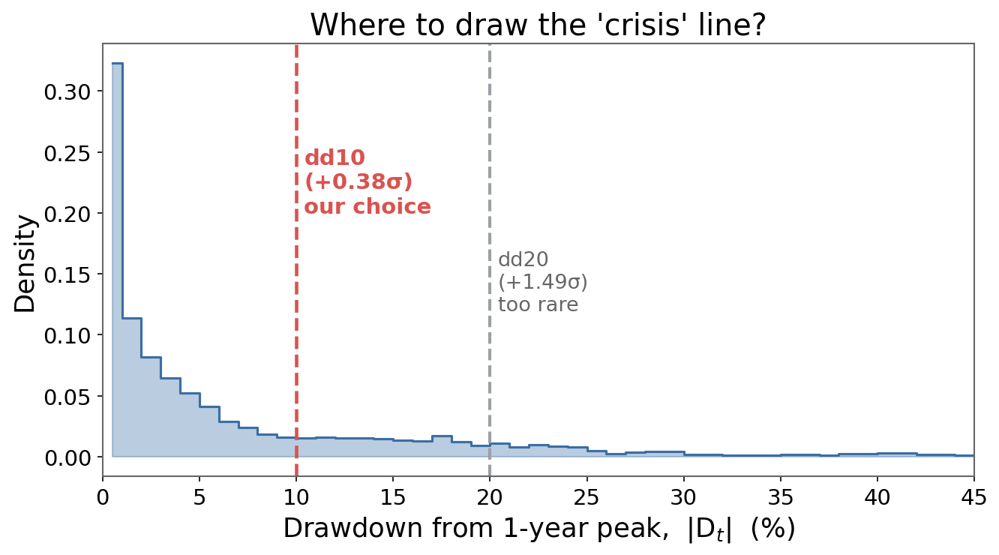 Where to draw the 'crisis' line?
Density
0.30
0.25
0.20
0.15
0.10
0.05
0.00
dd10
(+0.38σ)
our choice
dd20
(+1.49σ)
too rare
0 5 10 15 20 25 30 35 40 45
Drawdown from 1-year peak, |Dₜ| (%)